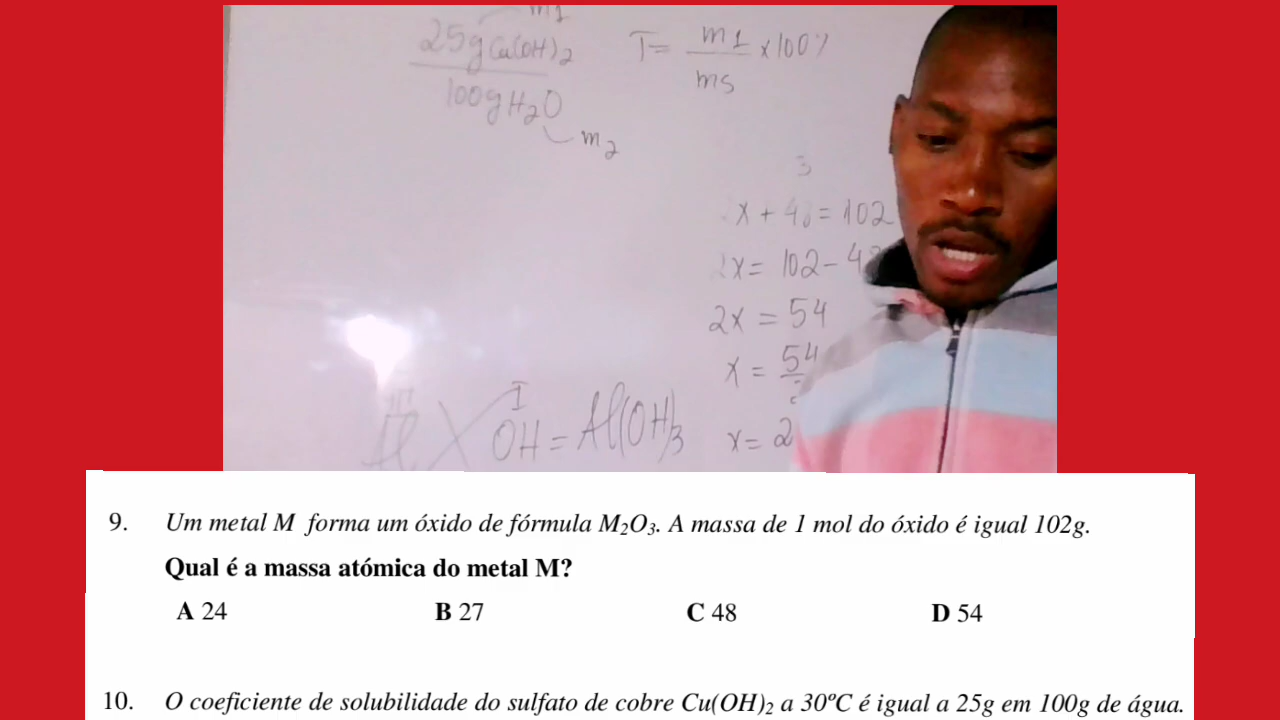 m1
25g Cu(OH)2
100g H2O
m2
T= m1 x100%
ms
3
x + 48 = 102
2x = 102 - 48
2x = 54
x = 54
x = 2
I
OH = Al(OH)3
9. Um metal M forma um óxido de fórmula M₂O₃. A massa de 1 mol do óxido é igual 102g.
Qual é a massa atómica do metal M?
A 24 B 27 C 48 D 54
10. O coeficiente de solubilidade do sulfato de cobre Cu(OH)₂ a 30ºC é igual a 25g em 100g de água.